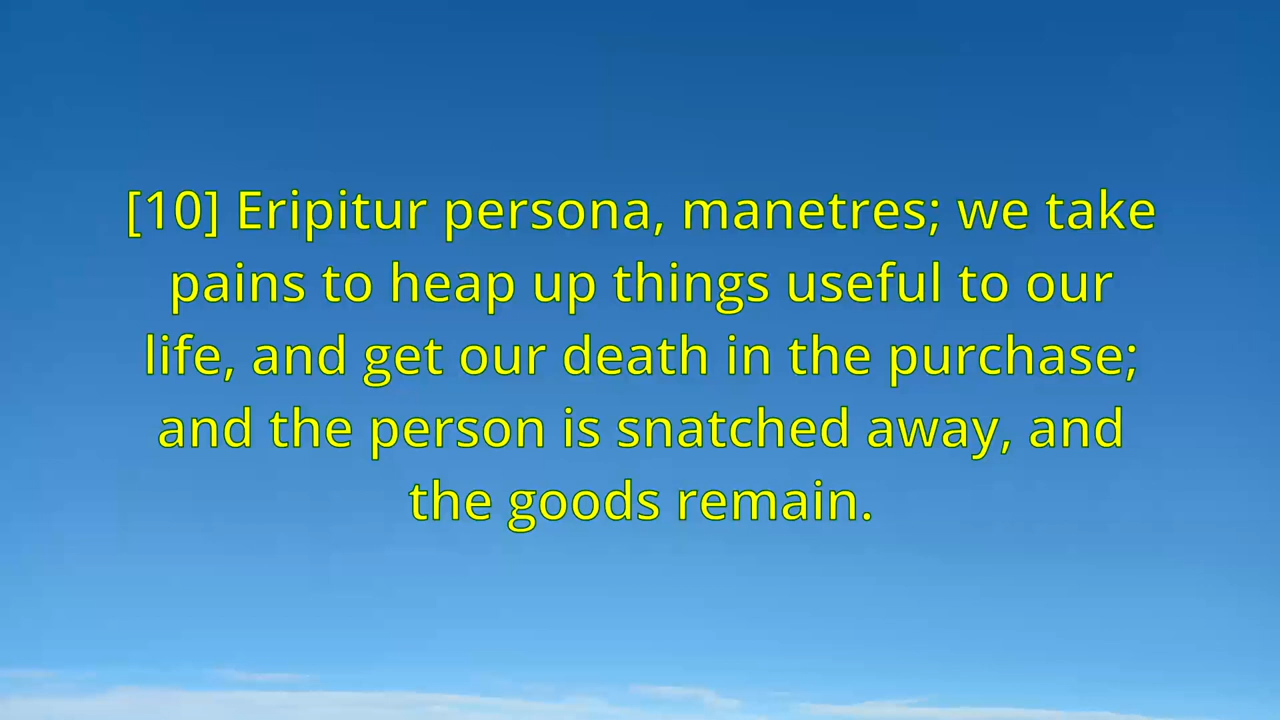 [10] Eripitur persona, manetres; we take
pains to heap up things useful to our
life, and get our death in the purchase;
and the person is snatched away, and
the goods remain.